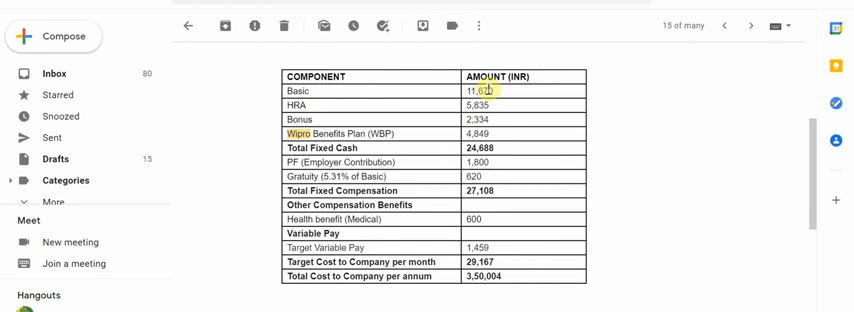 Compose
15 of many
Inbox 80
Starred
Snoozed
Sent
Drafts 15
Categories
More
Meet
New meeting
Join a meeting
Hangouts
COMPONENT AMOUNT (INR)
Basic 11,670
HRA 5,835
Bonus 2,334
Wipro Benefits Plan (WBP) 4,849
Total Fixed Cash 24,688
PF (Employer Contribution) 1,800
Gratuity (5.31% of Basic) 620
Total Fixed Compensation 27,108
Other Compensation Benefits
Health benefit (Medical) 600
Variable Pay
Target Variable Pay 1,459
Target Cost to Company per month 29,167
Total Cost to Company per annum 3,50,004
31